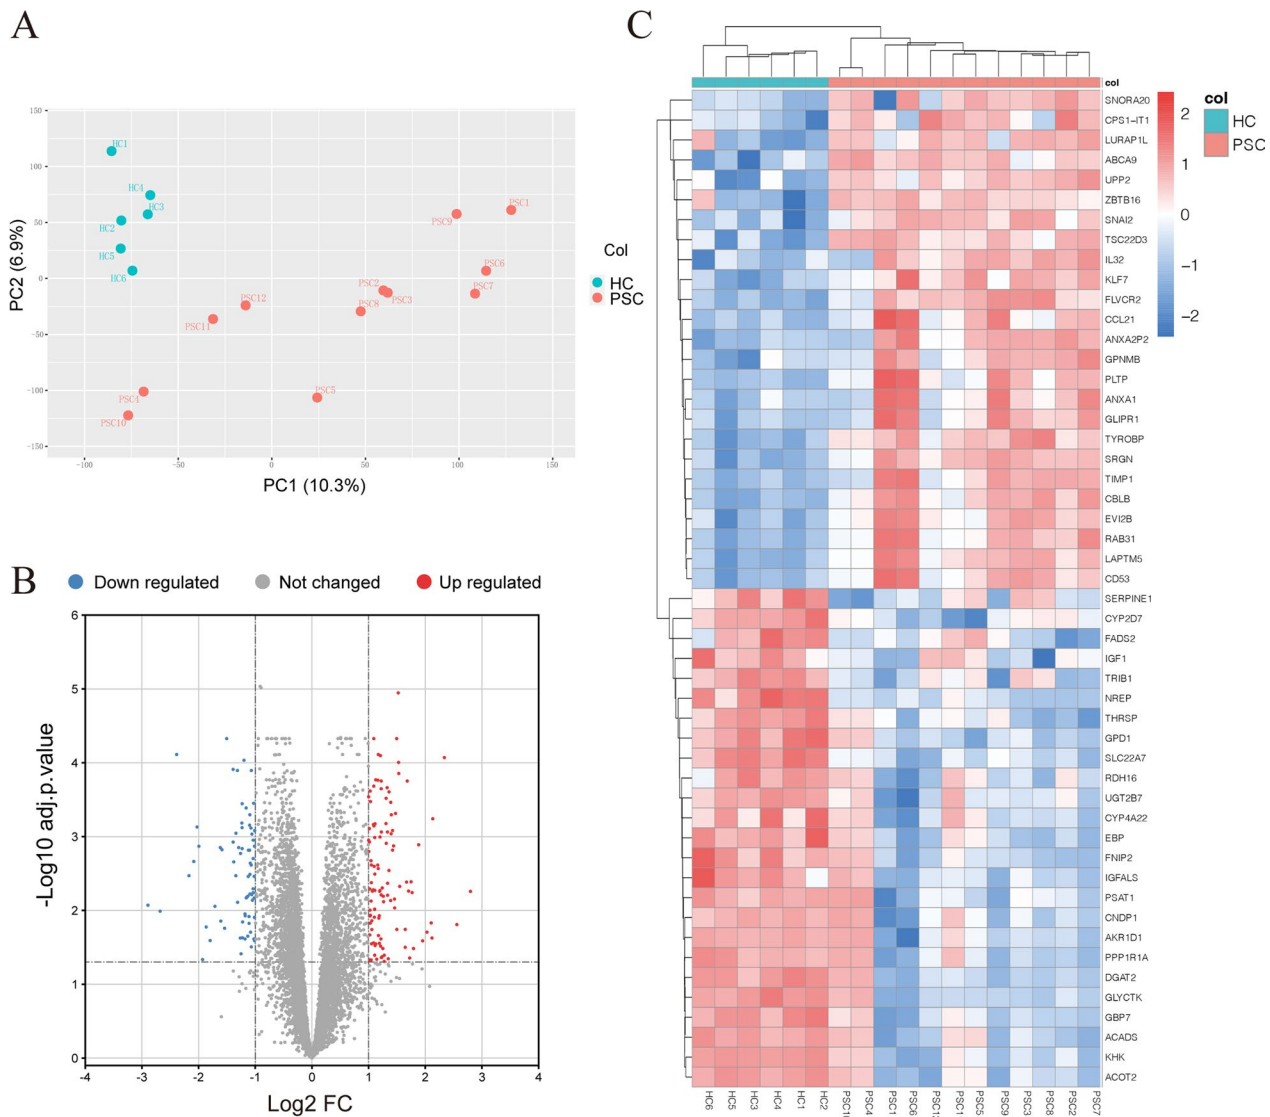 A
150
100
50
0
-50
-100
-150
-100
-50
0
50
100
150
PC2 (6.9%)
PC1 (10.3%)
HC1
HC4
HC3
HC2
HC5
HC6
PSC1
PSC9
PSC6
PSC7
PSC2
PSC3
PSC8
PSC12
PSC11
PSC5
PSC4
PSC10
Col
HC
PSC
B
Down regulated
Not changed
Up regulated
6
5
4
3
2
1
0
-4
-3
-2
-1
0
1
2
3
4
-Log10 adj.p.value
Log2 FC
C
col
SNORA20
CPS1-IT1
LURAP1L
ABCA9
UPP2
ZBTB16
SNAI2
TSC22D3
IL32
KLF7
FLVCR2
CCL21
ANXA2P2
GPNMB
PLTP
ANXA1
GLIPR1
TYROBP
SRGN
TIMP1
CBLB
EVI2B
RAB31
LAPTM5
CD53
SERPINE1
CYP2D7
FADS2
IGF1
TRIB1
NREP
THRSP
GPD1
SLC22A7
RDH16
UGT2B7
CYP4A22
EBP
FNIP2
IGFALS
PSAT1
CNDP1
AKR1D1
PPP1R1A
DGAT2
GLYCTK
GBP7
ACADS
KHK
ACOT2
HC6
HC5
HC3
HC4
HC1
HC2
PSC4
PSC6
PSC5
PSC9
PSC3
PSC8
PSC2
PSC7
2
1
0
-1
-2
col
HC
PSC